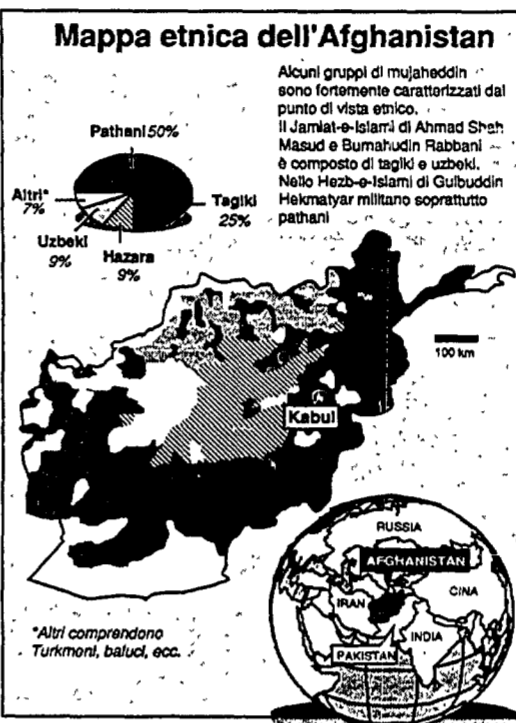 Mappa etnica dell'Afghanistan
Alcuni gruppi di mujaheddin
sono fortemente caratterizzati dal
punto di vista etnico.
Il Jamiat-e-Islami di Ahmad Shah
Masud e Burnahudin Rabbani
è composto di tagiki e uzbeki.
Nello Hezb-e-Islami di Gulbuddin
Hekmatyar militano soprattutto
pathani
Pathani 50%
Altri*
7%
Tagiki
25%
Uzbeki
9%
Hazara
9%
100 km
Kabul
RUSSIA
AFGHANISTAN
IRAN
CINA
INDIA
PAKISTAN
*Altri comprendono
Turkmoni, baluci, ecc.